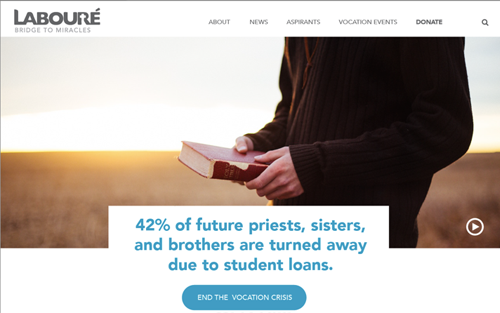 LABOURÉ
BRIDGE TO MIRACLES
ABOUT NEWS ASPIRANTS VOCATION EVENTS DONATE
42% of future priests, sisters,
and brothers are turned away
due to student loans.
END THE VOCATION CRISIS